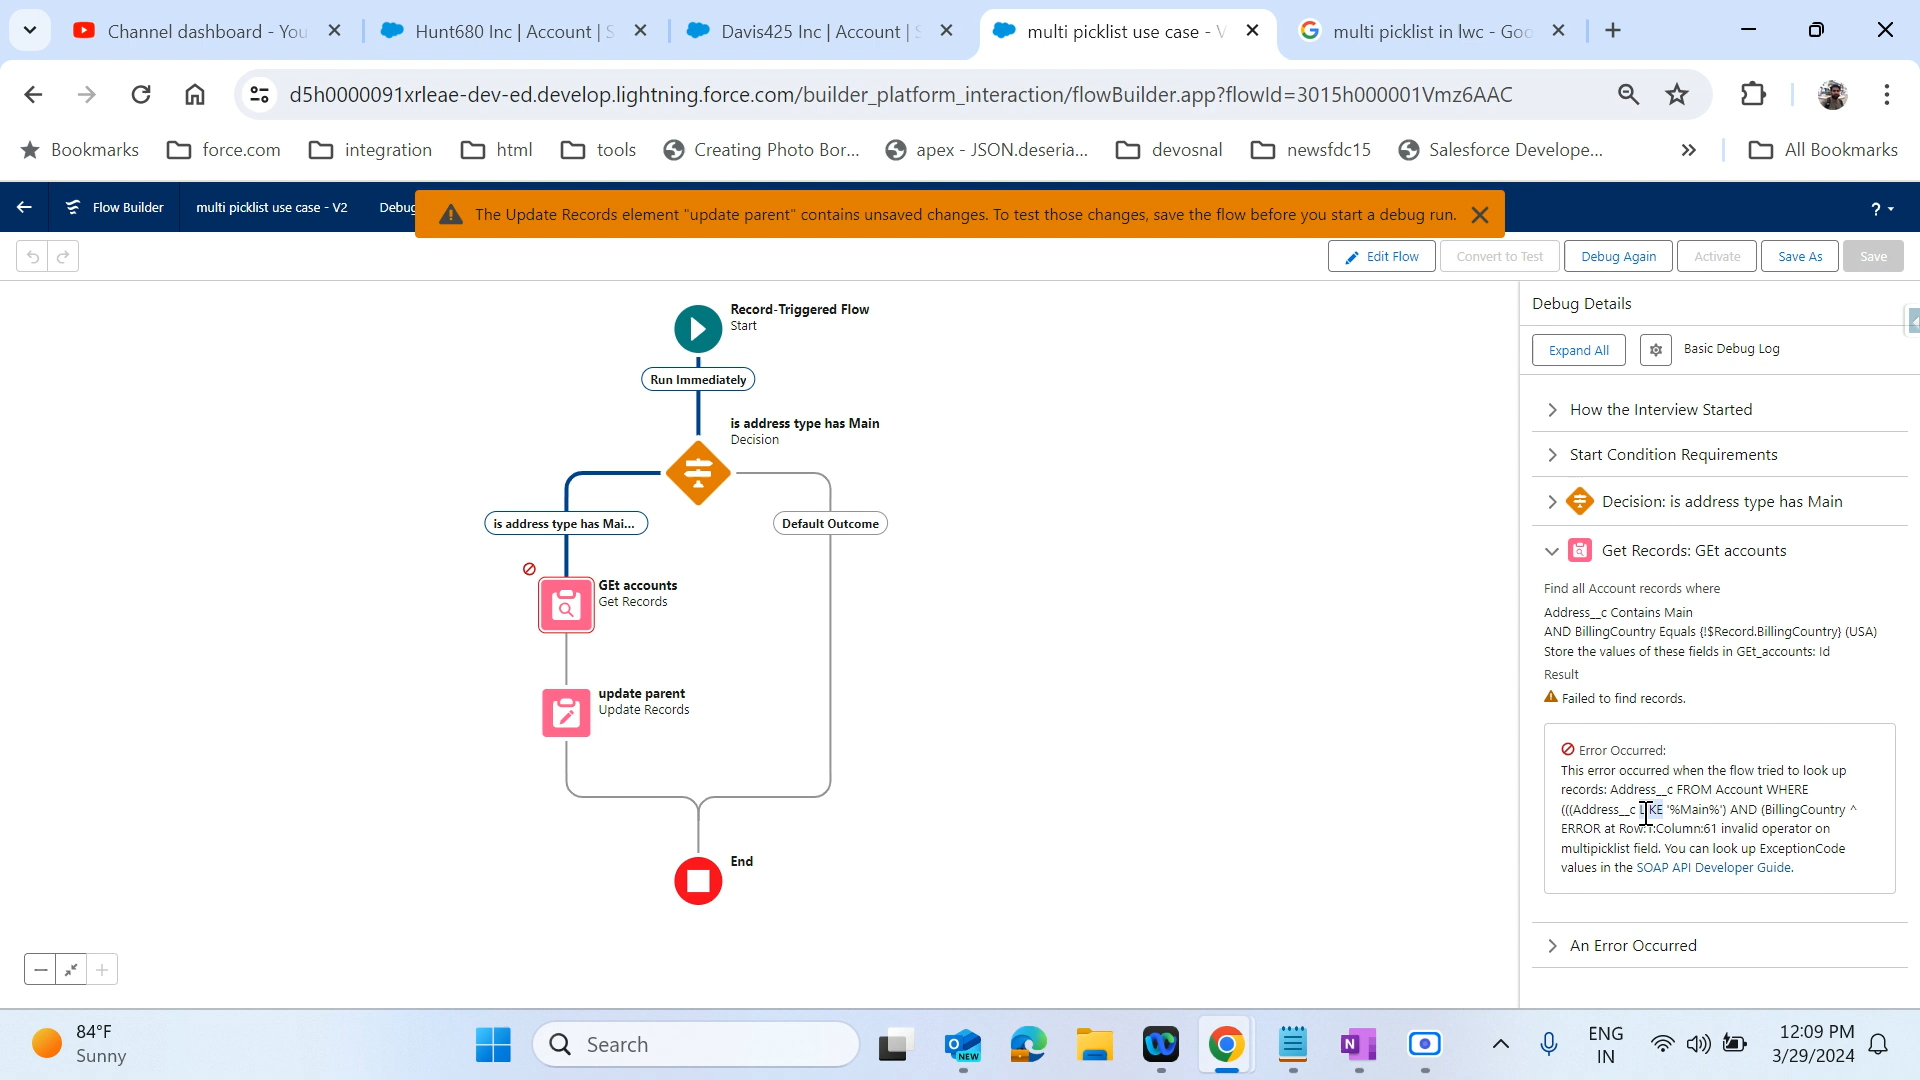 Channel dashboard - You
Hunt680 Inc | Account | S
Davis425 Inc | Account | S
multi picklist use case - V
multi picklist in lwc - Goo
d5h0000091xrleae-dev-ed.develop.lightning.force.com/builder_platform_interaction/flowBuilder.app?flowId=3015h000001Vmz6AAC
Bookmarks
force.com
integration
html
tools
Creating Photo Bor...
apex - JSON.deseria...
devosnal
newsfdc15
Salesforce Develope...
»
All Bookmarks
Flow Builder
multi picklist use case - V2
Debug
The Update Records element "update parent" contains unsaved changes. To test those changes, save the flow before you start a debug run.
?
Edit Flow
Convert to Test
Debug Again
Activate
Save As
Save
Record-Triggered Flow
Start
Run Immediately
is address type has Main
Decision
is address type has Mai...
Default Outcome
GEt accounts
Get Records
update parent
Update Records
End
Debug Details
Expand All
Basic Debug Log
How the Interview Started
Start Condition Requirements
Decision: is address type has Main
Get Records: GEt accounts
Find all Account records where
Address__c Contains Main
AND BillingCountry Equals {!$Record.BillingCountry} (USA)
Store the values of these fields in GEt_accounts: Id
Result
Failed to find records.
Error Occurred:
This error occurred when the flow tried to look up
records: Address__c FROM Account WHERE
(((Address__c LIKE '%Main%') AND (BillingCountry ^
ERROR at Row:1:Column:61 invalid operator on
multipicklist field. You can look up ExceptionCode
values in the SOAP API Developer Guide.
An Error Occurred
84°F
Sunny
Search
NEW
ENG
IN
12:09 PM
3/29/2024